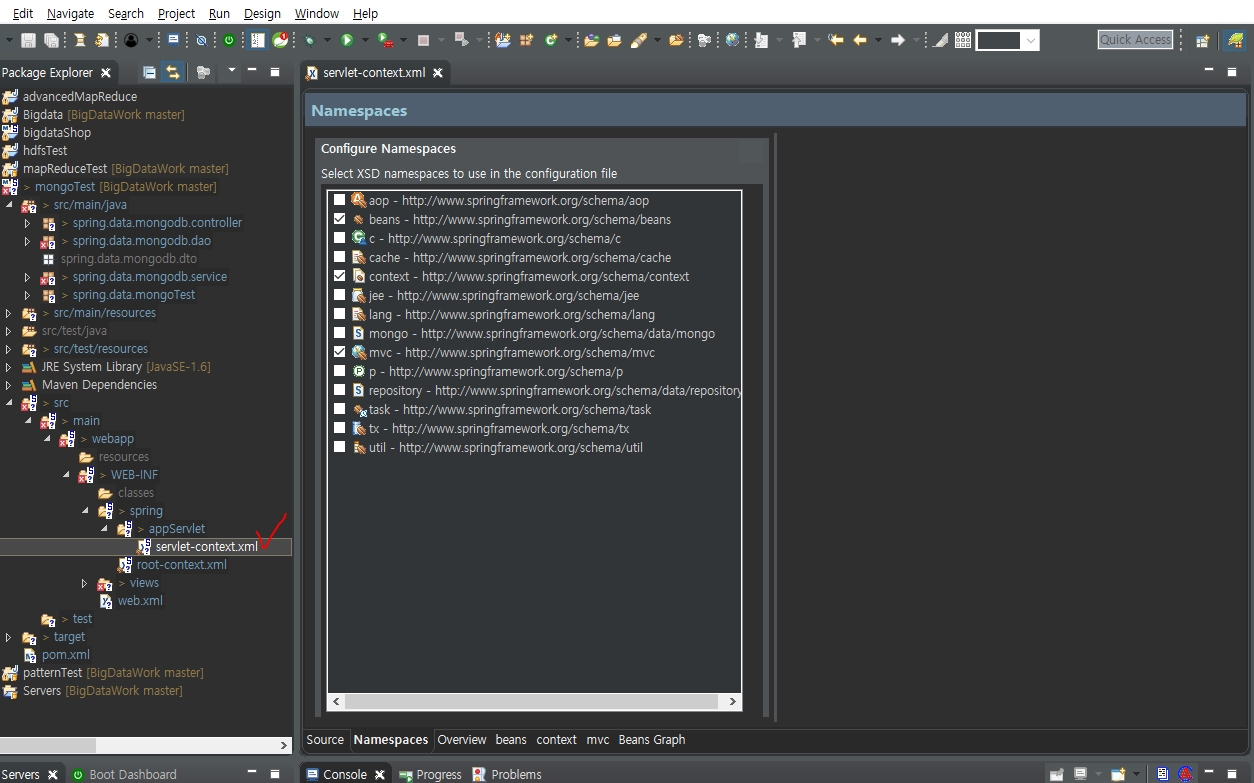 Edit Navigate Search Project Run Design Window Help
Quick Access
Package Explorer
servlet-context.xml
advancedMapReduce
Bigdata [BigDataWork master]
bigdataShop
hdfsTest
mapReduceTest [BigDataWork master]
> mongoTest [BigDataWork master]
> src/main/java
> spring.data.mongodb.controller
> spring.data.mongodb.dao
spring.data.mongodb.dto
> spring.data.mongodb.service
> spring.data.mongoTest
> src/main/resources
src/test/java
> src/test/resources
JRE System Library [JavaSE-1.6]
Maven Dependencies
> src
> main
> webapp
resources
> WEB-INF
classes
> spring
> appServlet
servlet-context.xml
root-context.xml
> views
web.xml
> test
> target
pom.xml
patternTest [BigDataWork master]
Servers [BigDataWork master]
Namespaces
Configure Namespaces
Select XSD namespaces to use in the configuration file
aop - http://www.springframework.org/schema/aop
beans - http://www.springframework.org/schema/beans
c - http://www.springframework.org/schema/c
cache - http://www.springframework.org/schema/cache
context - http://www.springframework.org/schema/context
jee - http://www.springframework.org/schema/jee
lang - http://www.springframework.org/schema/lang
mongo - http://www.springframework.org/schema/data/mongo
mvc - http://www.springframework.org/schema/mvc
p - http://www.springframework.org/schema/p
repository - http://www.springframework.org/schema/data/repository
task - http://www.springframework.org/schema/task
tx - http://www.springframework.org/schema/tx
util - http://www.springframework.org/schema/util
Source Namespaces Overview beans context mvc Beans Graph
Servers Boot Dashboard
Console Progress Problems